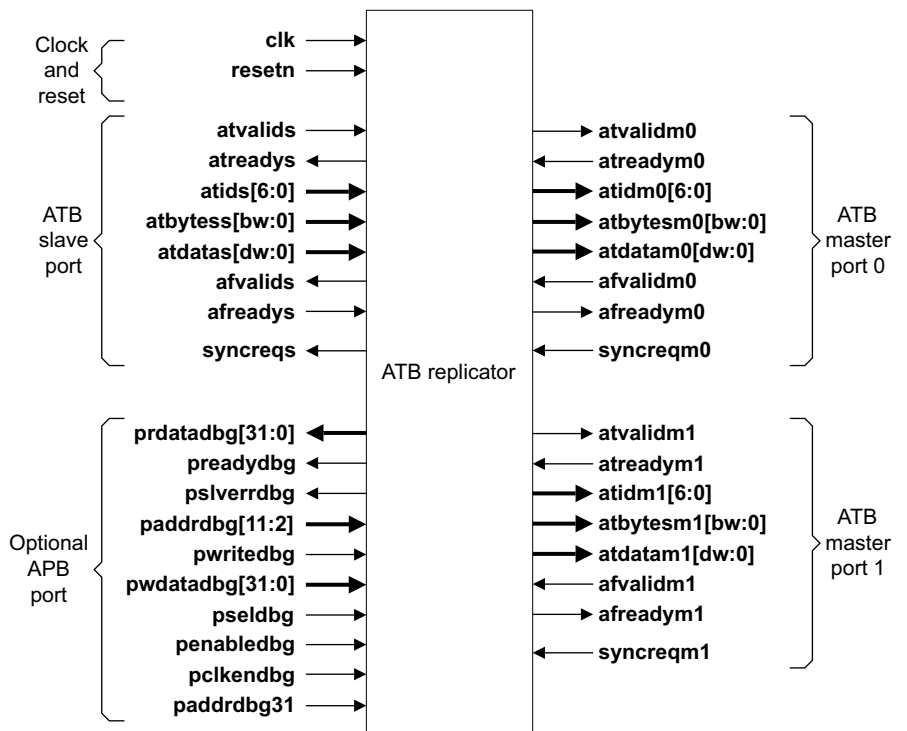 Clock
and
reset
clk
resetn
ATB
slave
port
atvalids
atreadys
atids[6:0]
atbytess[bw:0]
atdatas[dw:0]
afvalids
afreadys
syncreqs
Optional
APB
port
prdatadbg[31:0]
preadydbg
pslverrdbg
paddrdbg[11:2]
pwritedbg
pwdatadbg[31:0]
pseldbg
penabledbg
pclkendbg
paddrdbg31
ATB replicator
atvalidm0
atreadym0
atidm0[6:0]
atbytesm0[bw:0]
atdatam0[dw:0]
afvalidm0
afreadym0
syncreqm0
ATB
master
port 0
atvalidm1
atreadym1
atidm1[6:0]
atbytesm1[bw:0]
atdatam1[dw:0]
afvalidm1
afreadym1
syncreqm1
ATB
master
port 1